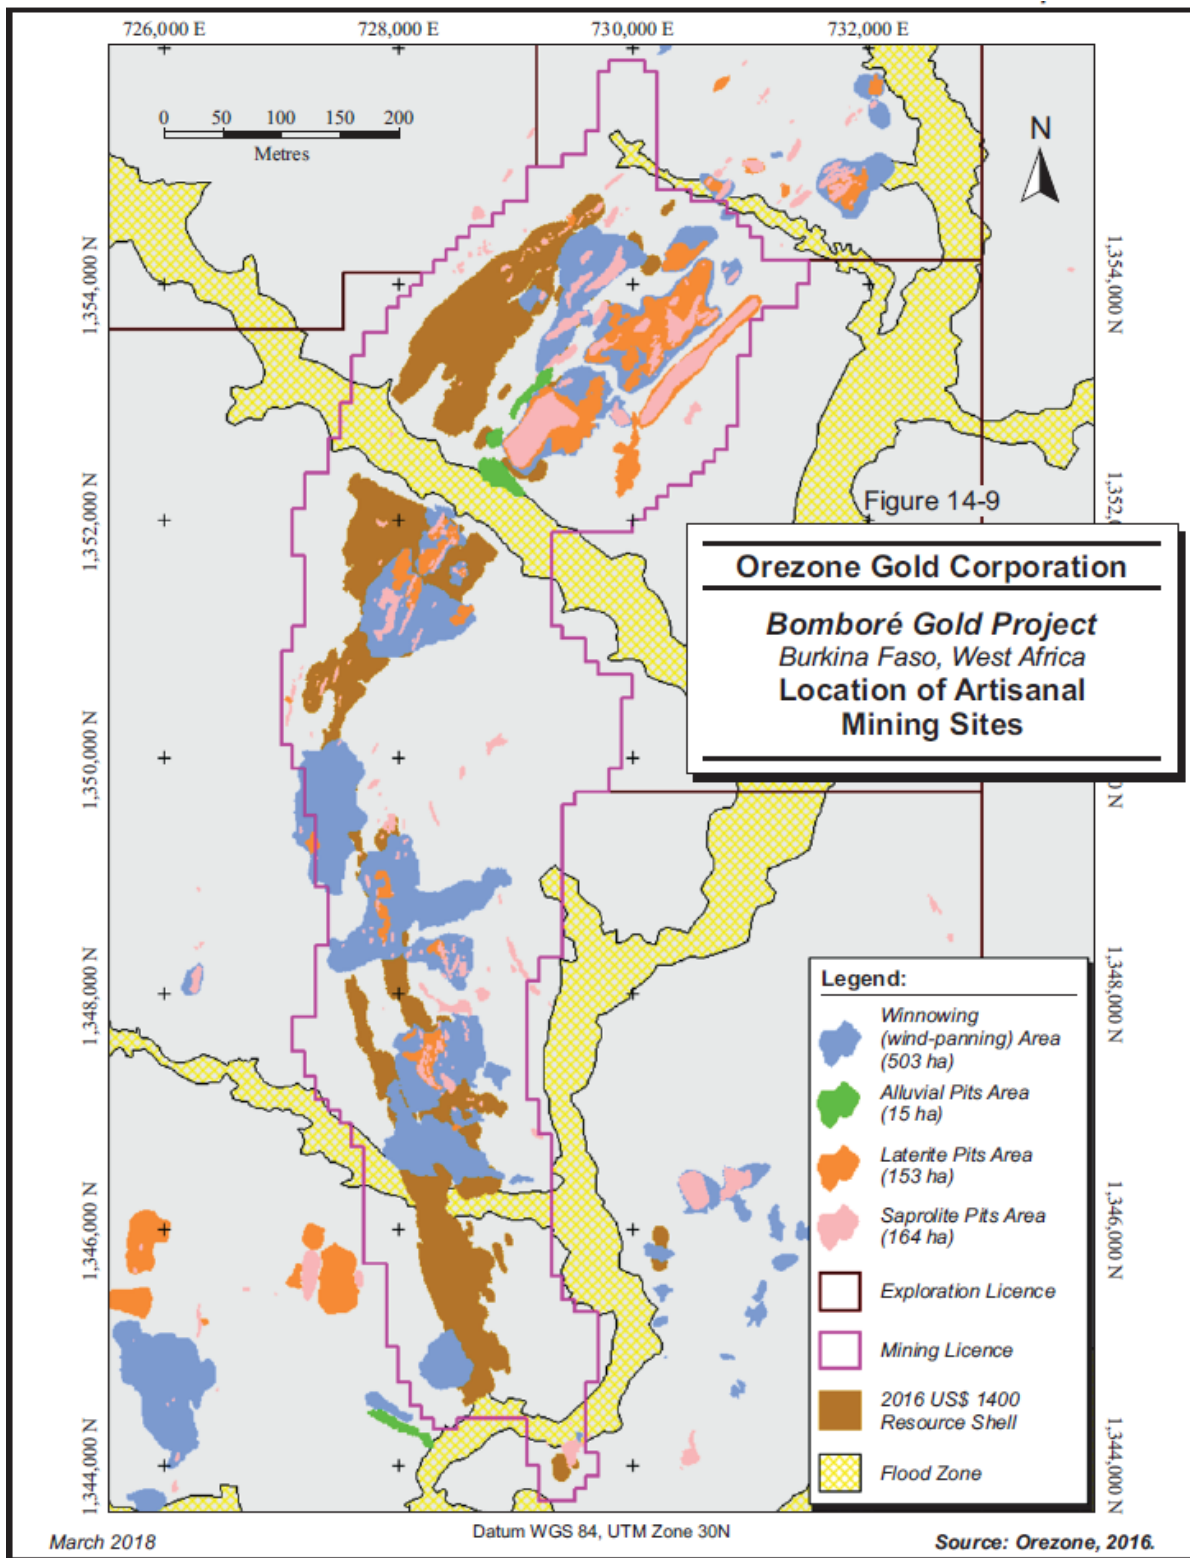 726,000 E 728,000 E 730,000 E 732,000 E
0 50 100 150 200
Metres
N
1,354,000 N
1,352,000 N
1,350,000 N
1,348,000 N
1,346,000 N
1,344,000 N
1,354,000 N
1,352,0
0 N
1,348,000 N
1,346,000 N
1,344,000 N
Figure 14-9
Orezone Gold Corporation
Bomboré Gold Project
Burkina Faso, West Africa
Location of Artisanal
Mining Sites
Legend:
Winnowing
(wind-panning) Area
(503 ha)
Alluvial Pits Area
(15 ha)
Laterite Pits Area
(153 ha)
Saprolite Pits Area
(164 ha)
Exploration Licence
Mining Licence
2016 US$ 1400
Resource Shell
Flood Zone
March 2018
Datum WGS 84, UTM Zone 30N
Source: Orezone, 2016.